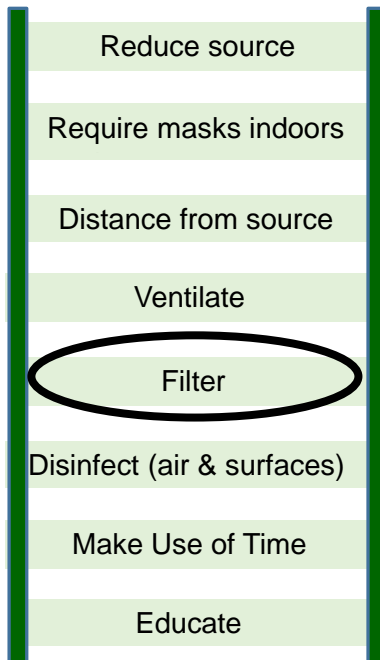 Reduce source
Require masks indoors
Distance from source
Ventilate
Filter
Disinfect (air & surfaces)
Make Use of Time
Educate